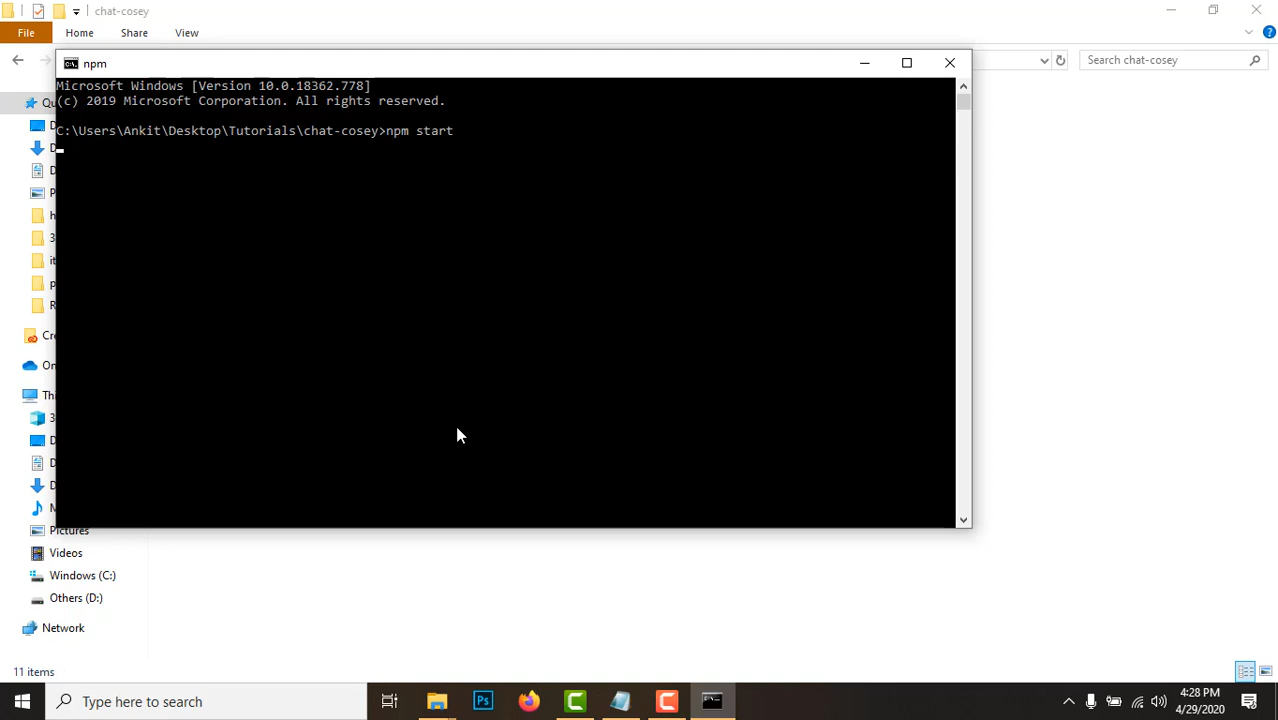 chat-cosey
File Home Share View
Search chat-cosey
npm
Microsoft Windows [Version 10.0.18362.778]
(c) 2019 Microsoft Corporation. All rights reserved.
C:\Users\Ankit\Desktop\Tutorials\chat-cosey>npm start
Pictures
Videos
Windows (C:)
Others (D:)
Network
11 items
Type here to search
Ps
4:28 PM
4/29/2020